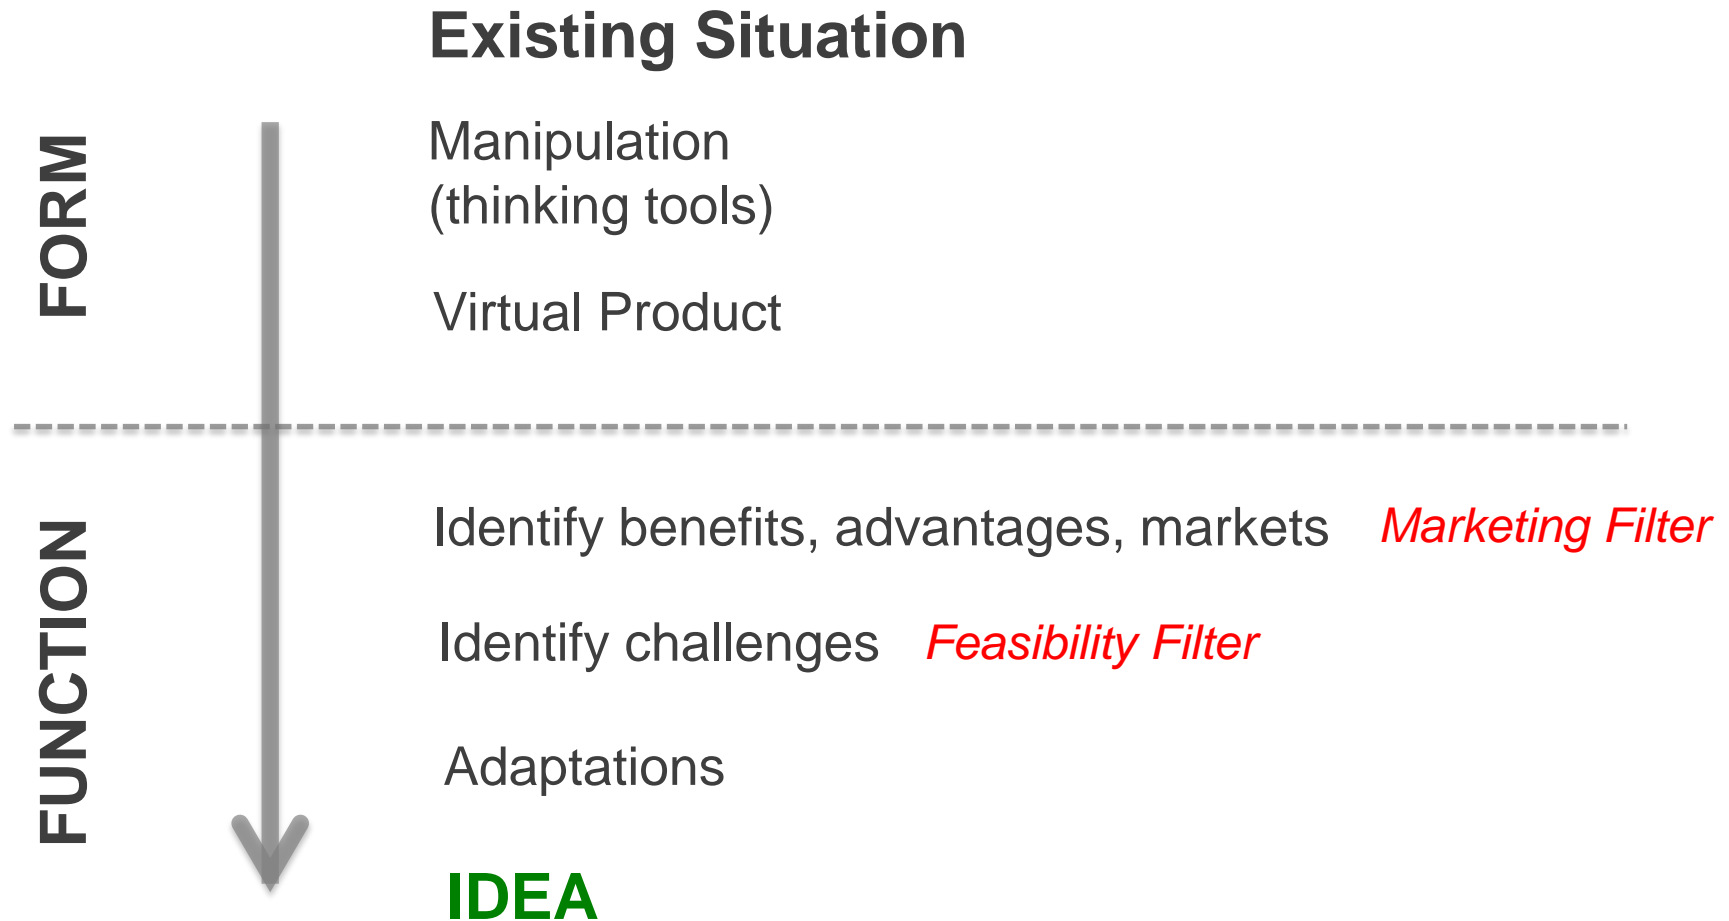 Existing Situation
FORM
Manipulation
(thinking tools)
Virtual Product
FUNCTION
Identify benefits, advantages, markets Marketing Filter
Identify challenges Feasibility Filter
Adaptations
IDEA